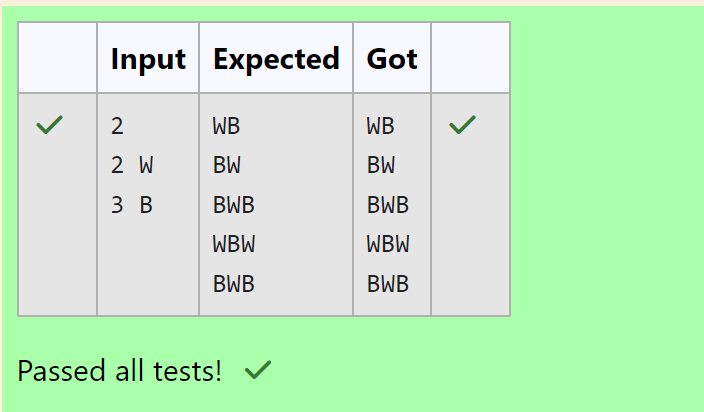 Input Expected Got
2 WB WB
2 W BW BW
3 B BWB BWB
WBW WBW
BWB BWB
Passed all tests!